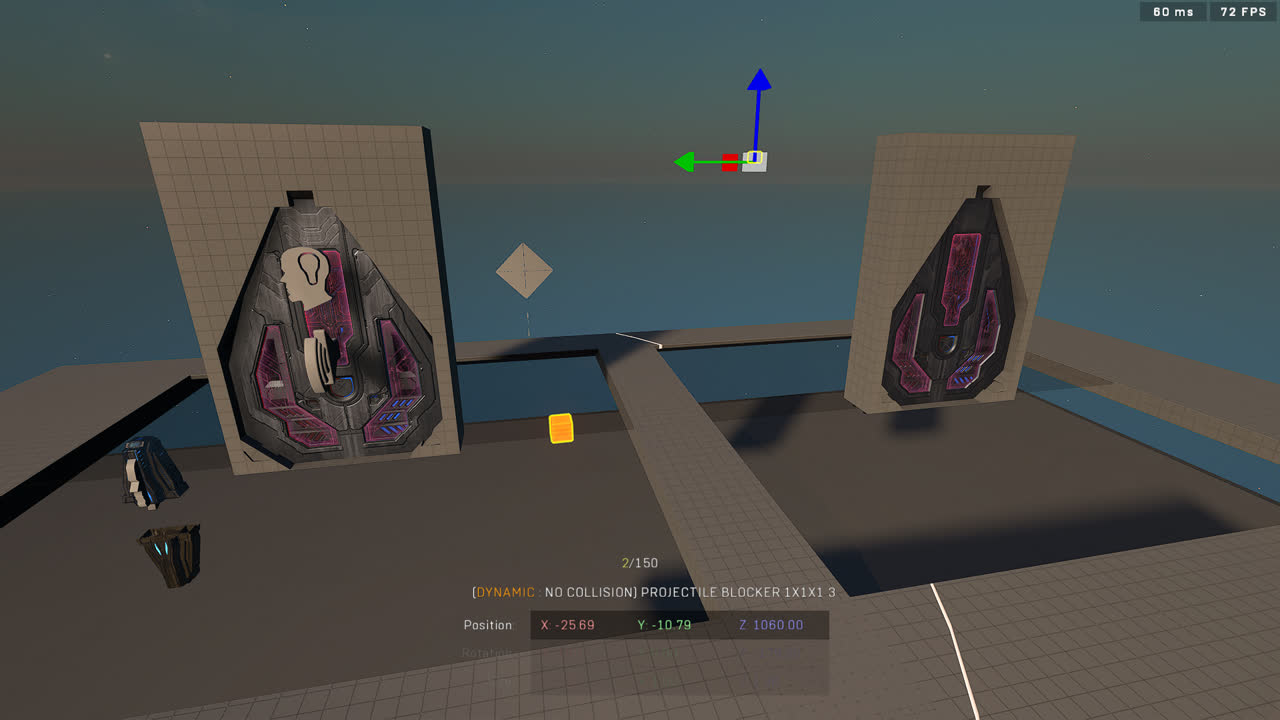 60 ms 72 FPS
2/150
(DYNAMIC : NO COLLISION) PROJECTILE BLOCKER 1X1X1 3
Position: X: -25.69 Y: -10.79 Z: 1060.00
Rotation: